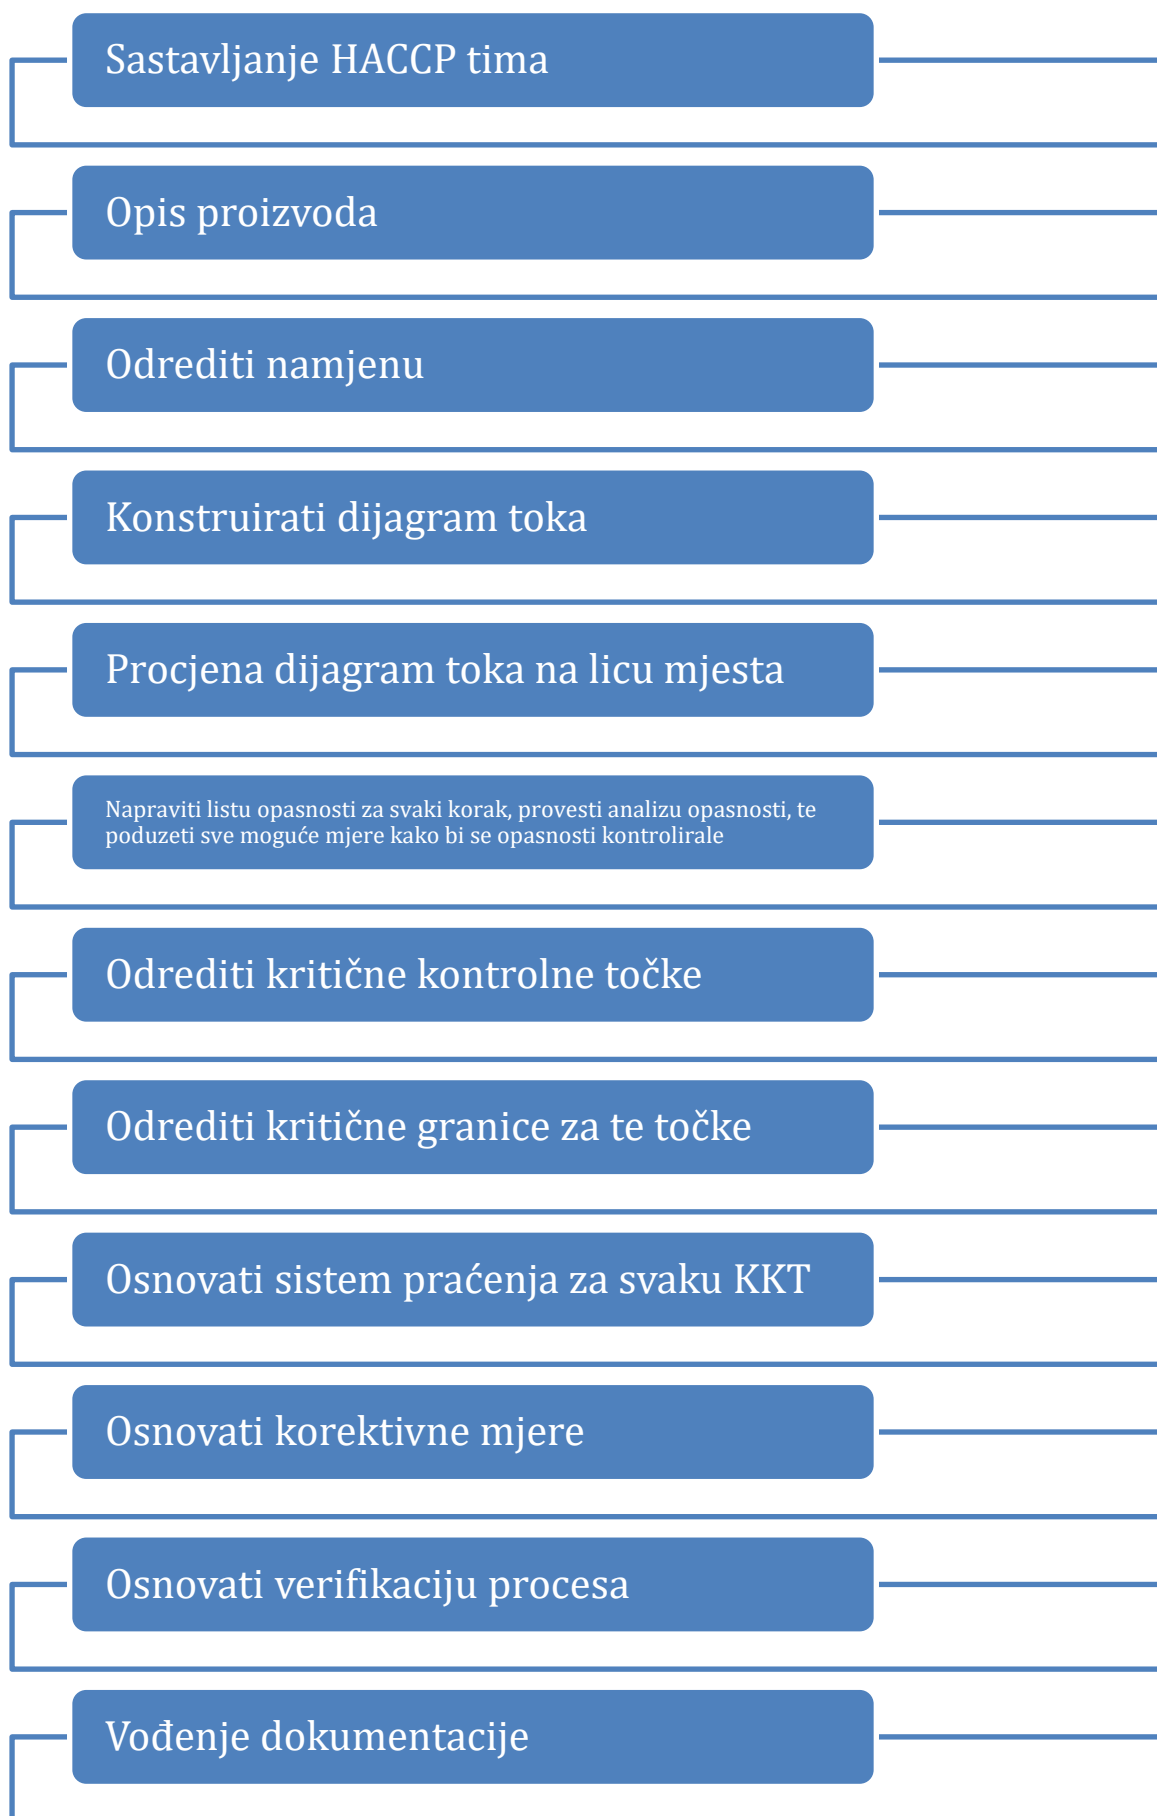 Sastavljanje HACCP tima
Opis proizvoda
Odrediti namjenu
Konstruirati dijagram toka
Procjena dijagram toka na licu mjesta
Napraviti listu opasnosti za svaki korak, provesti analizu opasnosti, te
poduzeti sve moguće mjere kako bi se opasnosti kontrolirale
Odrediti kritične kontrolne točke
Odrediti kritične granice za te točke
Osnovati sistem praćenja za svaku KKT
Osnovati korektivne mjere
Osnovati verifikaciju procesa
Vođenje dokumentacije